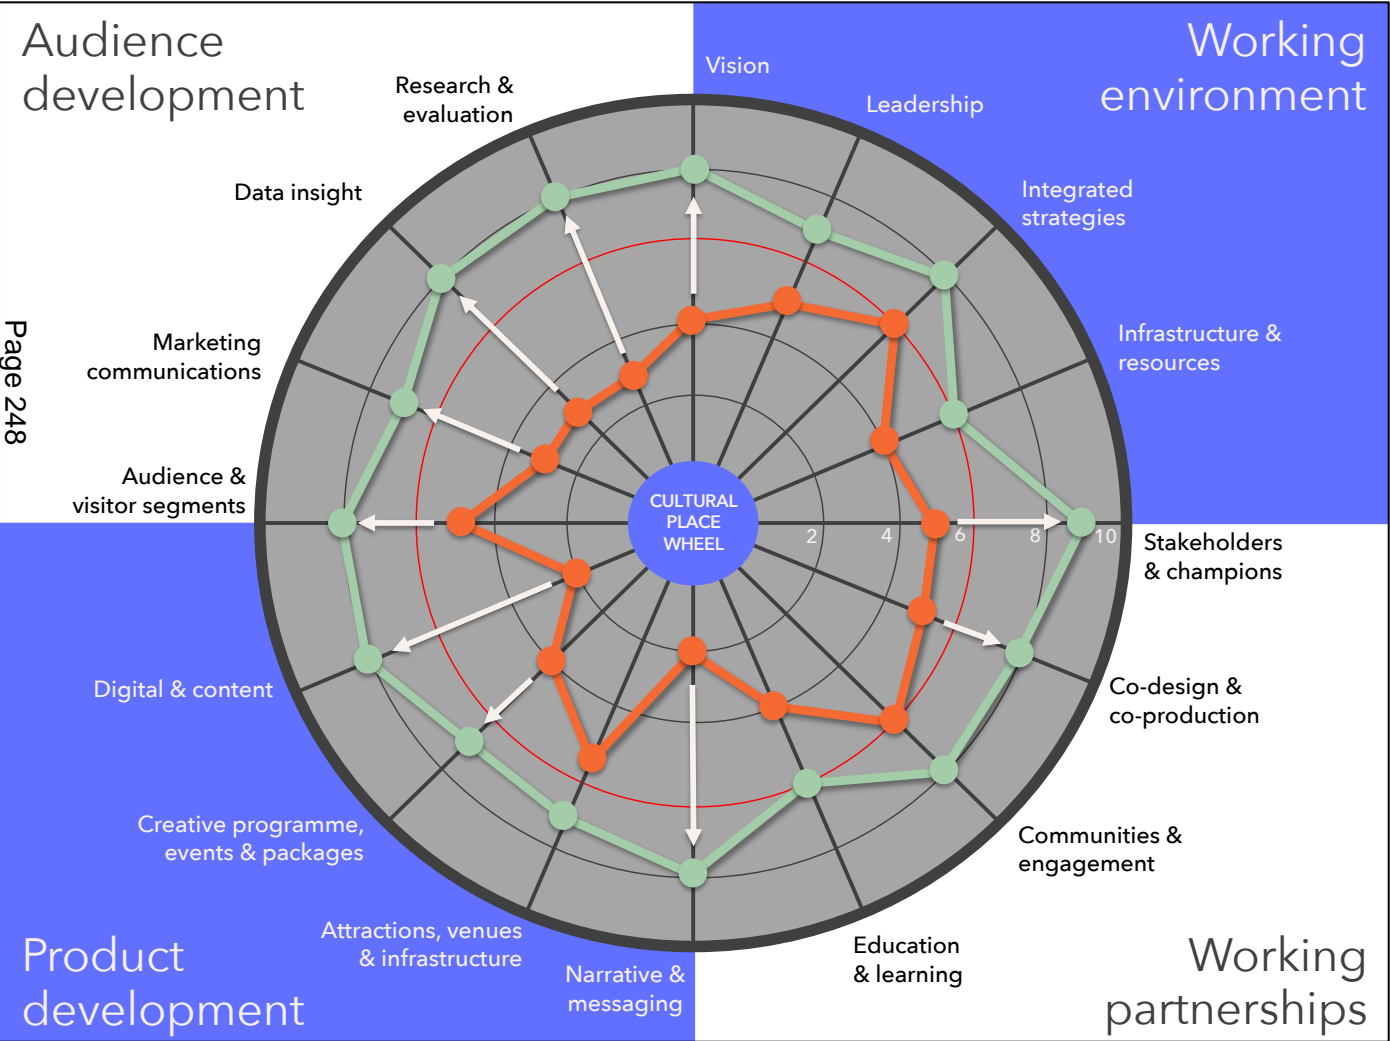 Audience
development
Working
environment
Vision
Research &
evaluation
Leadership
Data insight
Integrated
strategies
Page 248
Marketing
communications
Infrastructure &
resources
Audience &
visitor segments
CULTURAL
PLACE
WHEEL
2 4 6 8 10
Stakeholders
& champions
Digital & content
Co-design &
co-production
Creative programme,
events & packages
Communities &
engagement
Attractions, venues
& infrastructure
Narrative &
messaging
Education
& learning
Product
development
Working
partnerships